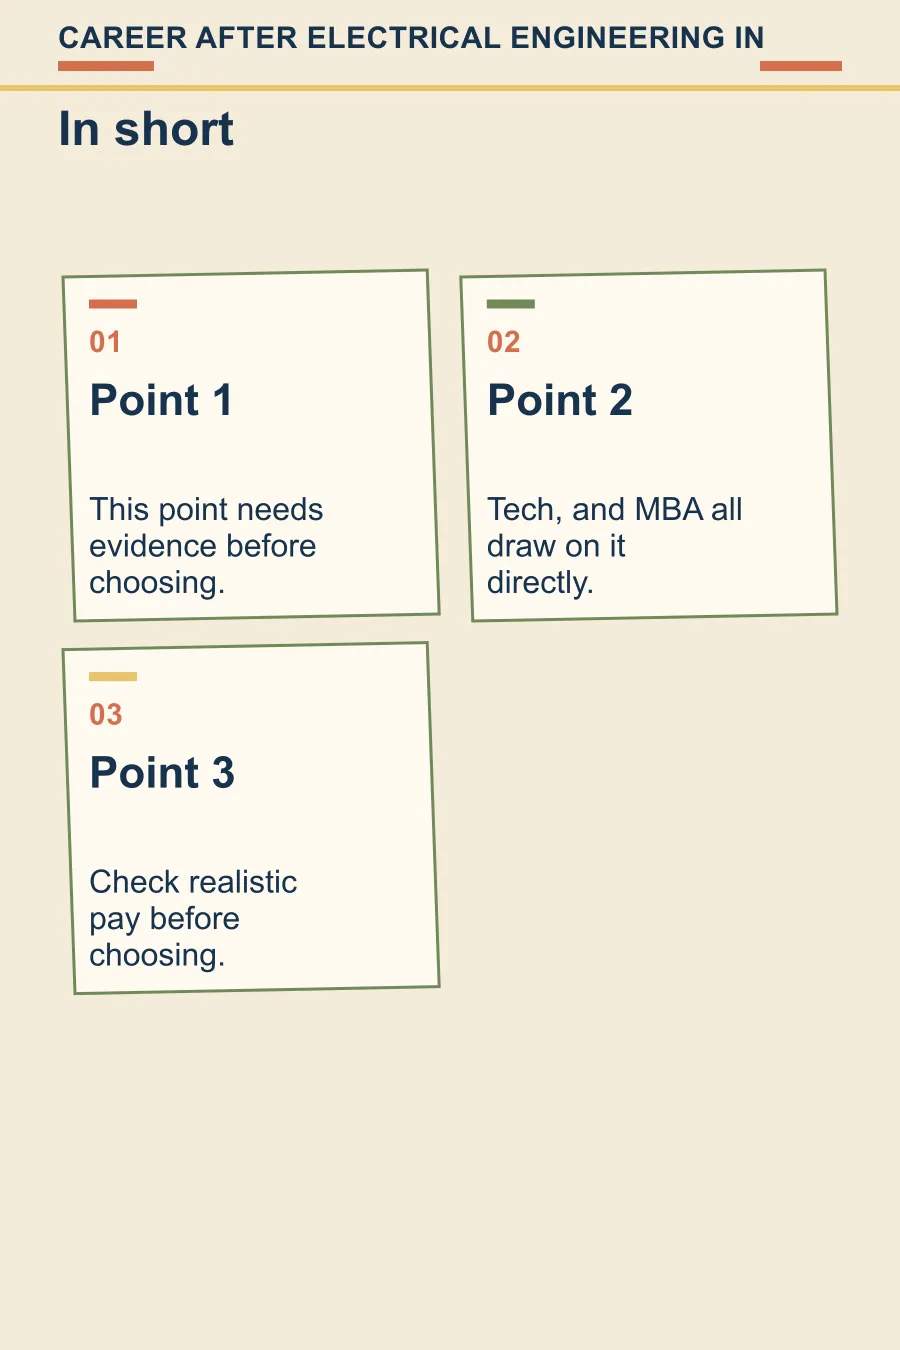 CAREER AFTER ELECTRICAL ENGINEERING IN
In short
01
Point 1
This point needs
evidence before
choosing.
02
Point 2
Tech, and MBA all
draw on it
directly.
03
Point 3
Check realistic
pay before
choosing.